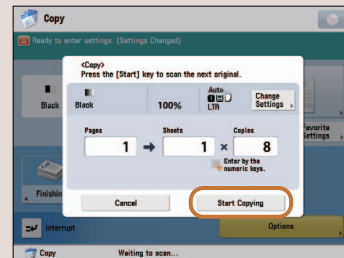 Copy
Ready to enter settings. (Settings Changed)
<Copy>
Press the [Start] key to scan the next original.
Black
Black
100%
Auto
LTR
Change
Settings
Pages
Sheets
Copies
1
1
×
8
Enter by the
numeric keys.
Favorite
Settings
Finishin
Cancel
Start Copying
Interrupt
Options
Copy
Waiting to scan...